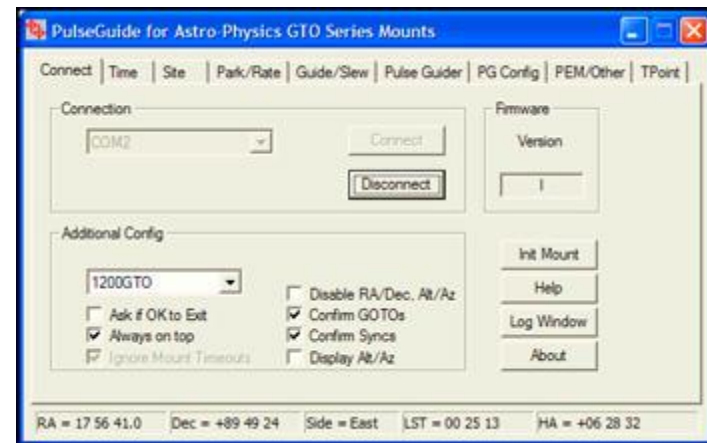 PulseGuide for Astro-Physics GTO Series Mounts
Connect Time Site Park/Rate Guide/Slew Pulse Guider PG Config PEM/Other TPoint
Connection
COM2
Connect
Disconnect
Firmware
Version
I
Additional Config
1200GTO
Ask if OK to Exit
Always on top
Ignore Mount Timeouts
Disable RA/Dec, Alt/Az
Confirm GOTOs
Confirm Syncs
Display Alt/Az
Init Mount
Help
Log Window
About
RA = 17 56 41.0 Dec = +89 49 24 Side = East LST = 00 25 13 HA = +06 28 32